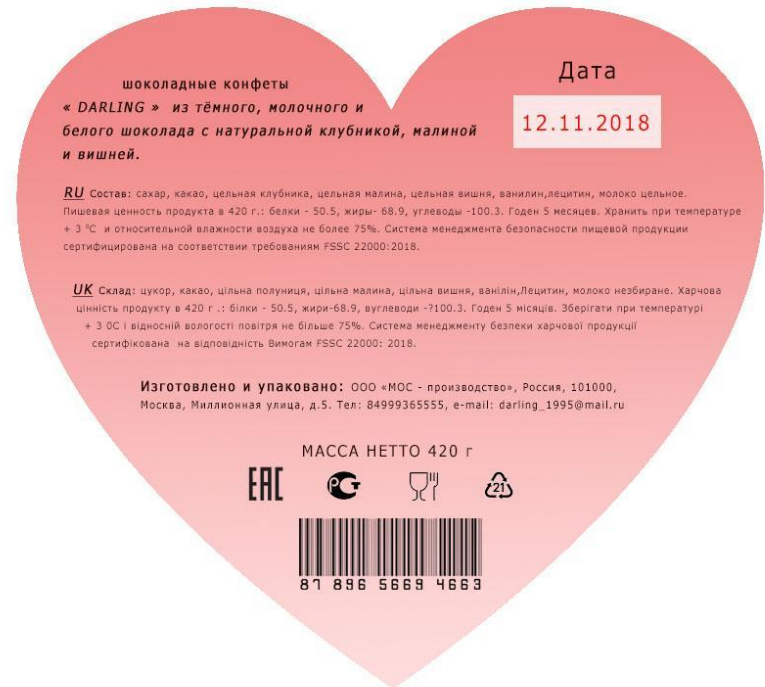 шоколадные конфеты
« DARLING » из тёмного, молочного и
белого шоколада с натуральной клубникой, малиной
и вишней.
Дата
12.11.2018
RU Состав: сахар, какао, цельная клубника, цельная малина, цельная вишня, ванилин,лецитин, молоко цельное.
Пишевая ценность продукта в 420 г.: белки - 50.5, жиры- 68.9, углеводы -100.3. Годен 5 месяцев. Хранить при температуре
+ 3 ⁰C и относительной влажности воздуха не более 75%. Система менеджмента безопасности пищевой продукции
сертифицирована на соответствии требованиям FSSC 22000:2018.
UK Склад: цукор, какао, цільна полуниця, цільна малина, цільна вишня, ванілін,Лецитин, молоко незбиране. Харчова
цінність продукту в 420 г .: білки - 50.5, жири-68.9, вуглеводи -?100.3. Годен 5 місяців. Зберігати при температурі
+ 3 0С і відносній вологості повітря не більше 75%. Система менеджменту безпеки харчової продукції
сертифікована на відповідність Вимогам FSSC 22000: 2018.
Изготовлено и упаковано: ООО «МОС - производство», Россия, 101000,
Москва, Миллионная улица, д.5. Тел: 84999365555, e-mail: darling_1995@mail.ru
МАССА НЕТТО 420 г
ЕАС РСТ 21
87 896 5669 4663